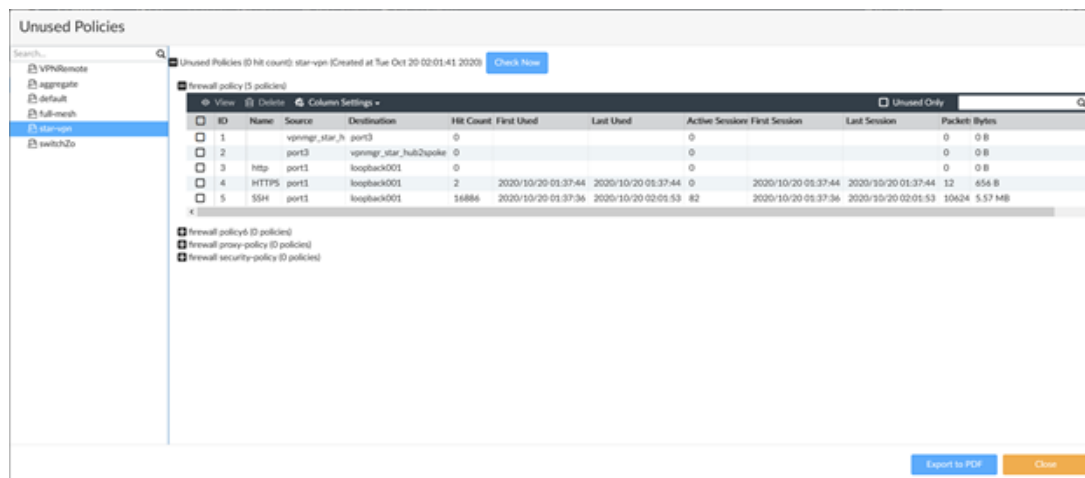 Unused Policies
Search...
VPNRemote
aggregate
default
full-mesh
star-vpn
switchZo
Unused Policies (0 hit count): star-vpn (Created at Tue Oct 20 02:01:41 2020) Check Now
firewall policy (5 policies)
View Delete Column Settings Unused Only
ID Name Source Destination Hit Count First Used Last Used Active Session First Session Last Session Packets Bytes
1 vpnmgr_star_h port3 0 0 0 0 B
2 port3 vpnmgr_star_hub2spoke 0 0 0 0 B
3 http port1 loopback001 0 0 0 0 B
4 HTTPS port1 loopback001 2 2020/10/20 01:37:44 2020/10/20 01:37:44 0 2020/10/20 01:37:44 2020/10/20 01:37:44 12 656 B
5 SSH port1 loopback001 16886 2020/10/20 01:37:36 2020/10/20 02:01:53 82 2020/10/20 01:37:36 2020/10/20 02:01:53 10624 5.57 MB
firewall policy6 (0 policies)
firewall proxy-policy (0 policies)
firewall security-policy (0 policies)
Export to PDF Close